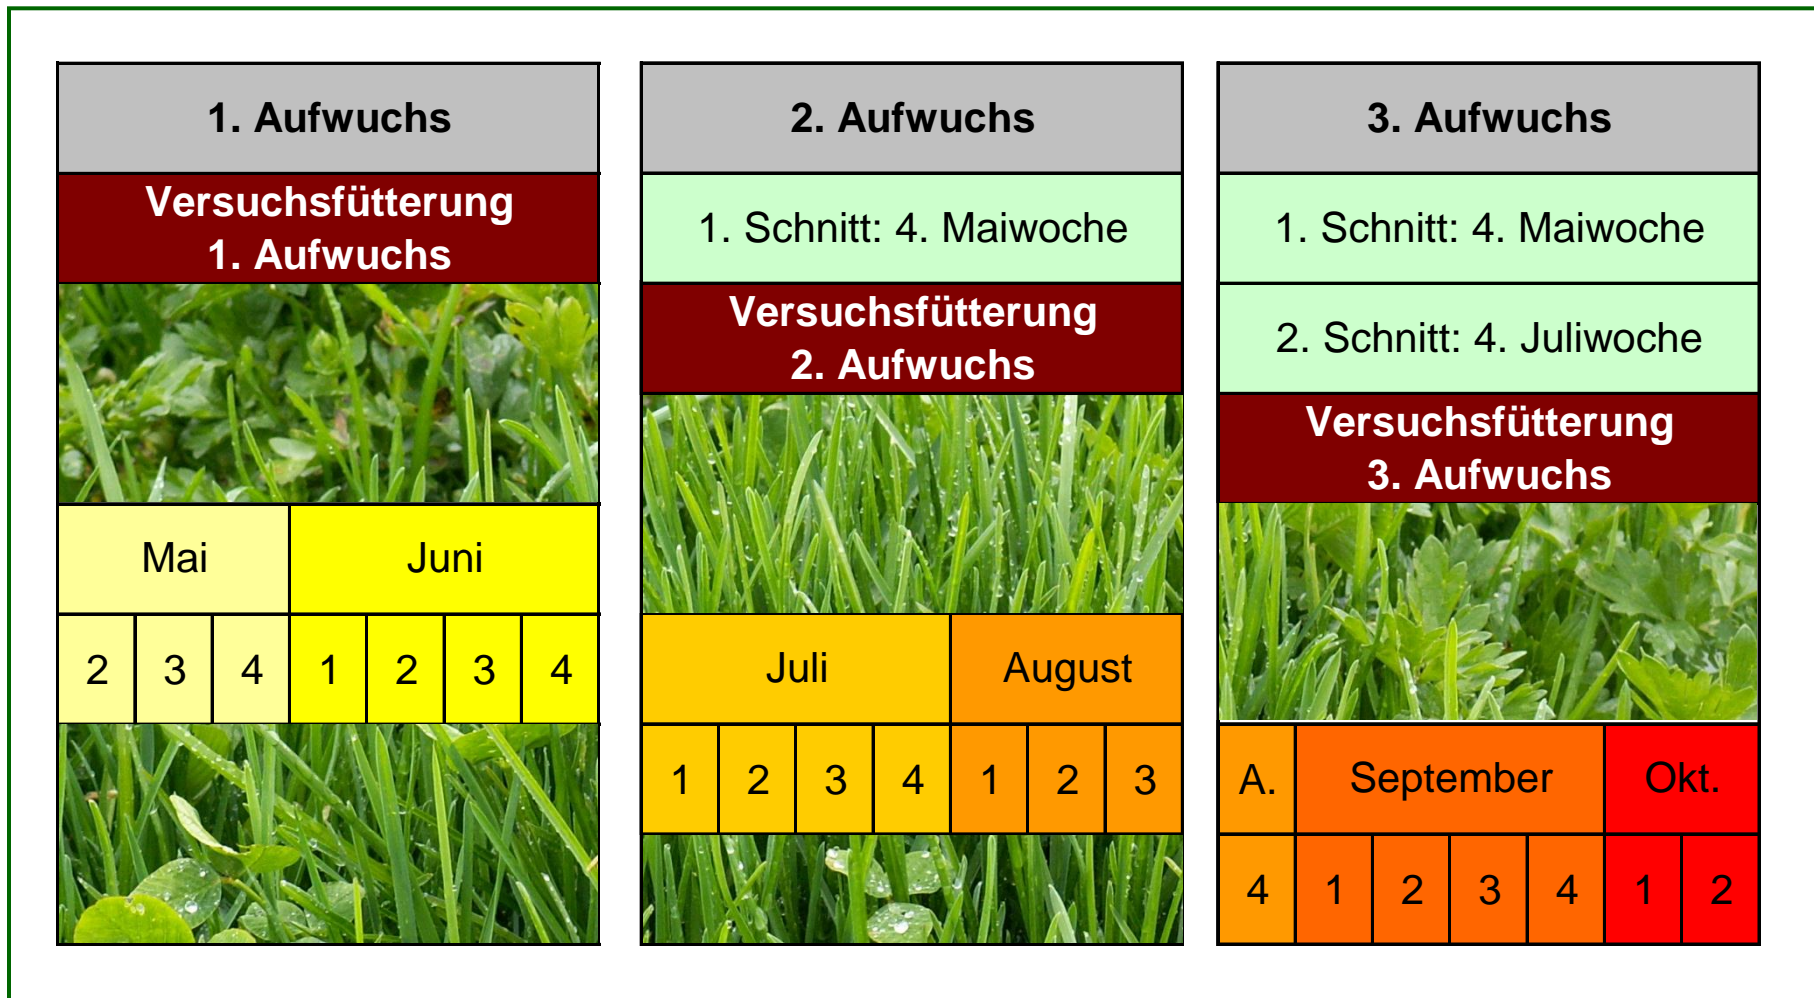 1. Aufwuchs
Versuchsfütterung
1. Aufwuchs
Mai Juni
2 3 4 1 2 3 4
2. Aufwuchs
1. Schnitt: 4. Maiwoche
Versuchsfütterung
2. Aufwuchs
Juli August
1 2 3 4 1 2 3
3. Aufwuchs
1. Schnitt: 4. Maiwoche
2. Schnitt: 4. Juliwoche
Versuchsfütterung
3. Aufwuchs
A. September Okt.
4 1 2 3 4 1 2